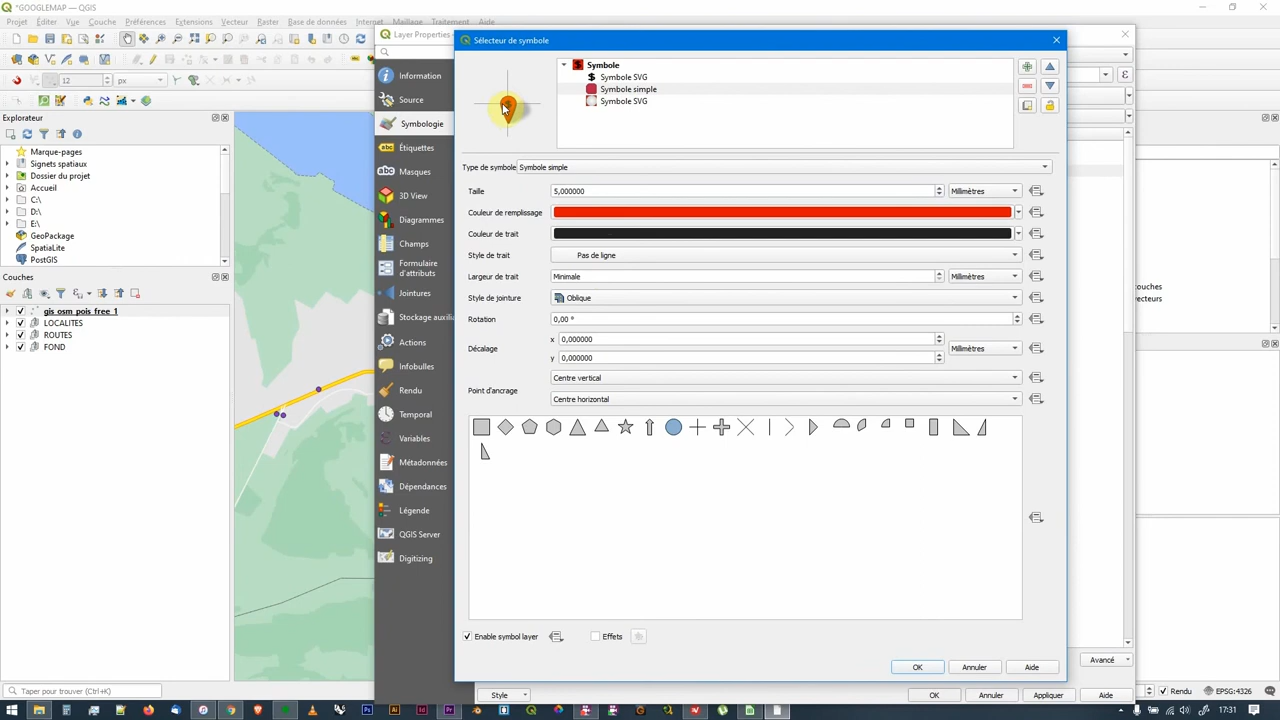 *GOOGLEMAP — QGIS
Projet Éditer Vue Couche Préférences Extensions Vecteur Raster Base de données Internet Maillage Traitement Aide
Layer Properties
Sélecteur de symbole
12 px
Symbole
Symbole SVG
Symbole simple
Symbole SVG
Explorateur
Marque-pages
Signets spatiaux
Dossier du projet
Accueil
C:\
D:\
E:\
GeoPackage
SpatiaLite
PostGIS
Couches
gis_osm_pois_free_1
LOCALITES
ROUTES
FOND
Information
Source
Symbologie
Étiquettes
Masques
3D View
Diagrammes
Champs
Formulaire
d'attributs
Jointures
Stockage auxilia
Actions
Infobulles
Rendu
Temporal
Variables
Métadonnées
Dépendances
Légende
QGIS Server
Digitizing
Type de symbole Symbole simple
Taille 5,000000 Millimètres
Couleur de remplissage
Couleur de trait
Style de trait Pas de ligne
Largeur de trait Minimale Millimètres
Style de jointure Oblique
Rotation 0,00 °
Décalage x 0,000000 Millimètres
y 0,000000
Point d'ancrage Centre vertical
Centre horizontal
Enable symbol layer Effets
OK Annuler Aide
ouches
vecteurs
Avancé
Style OK Annuler Appliquer Aide
Taper pour trouver (Ctrl+K) Rendu EPSG:4326
17:31